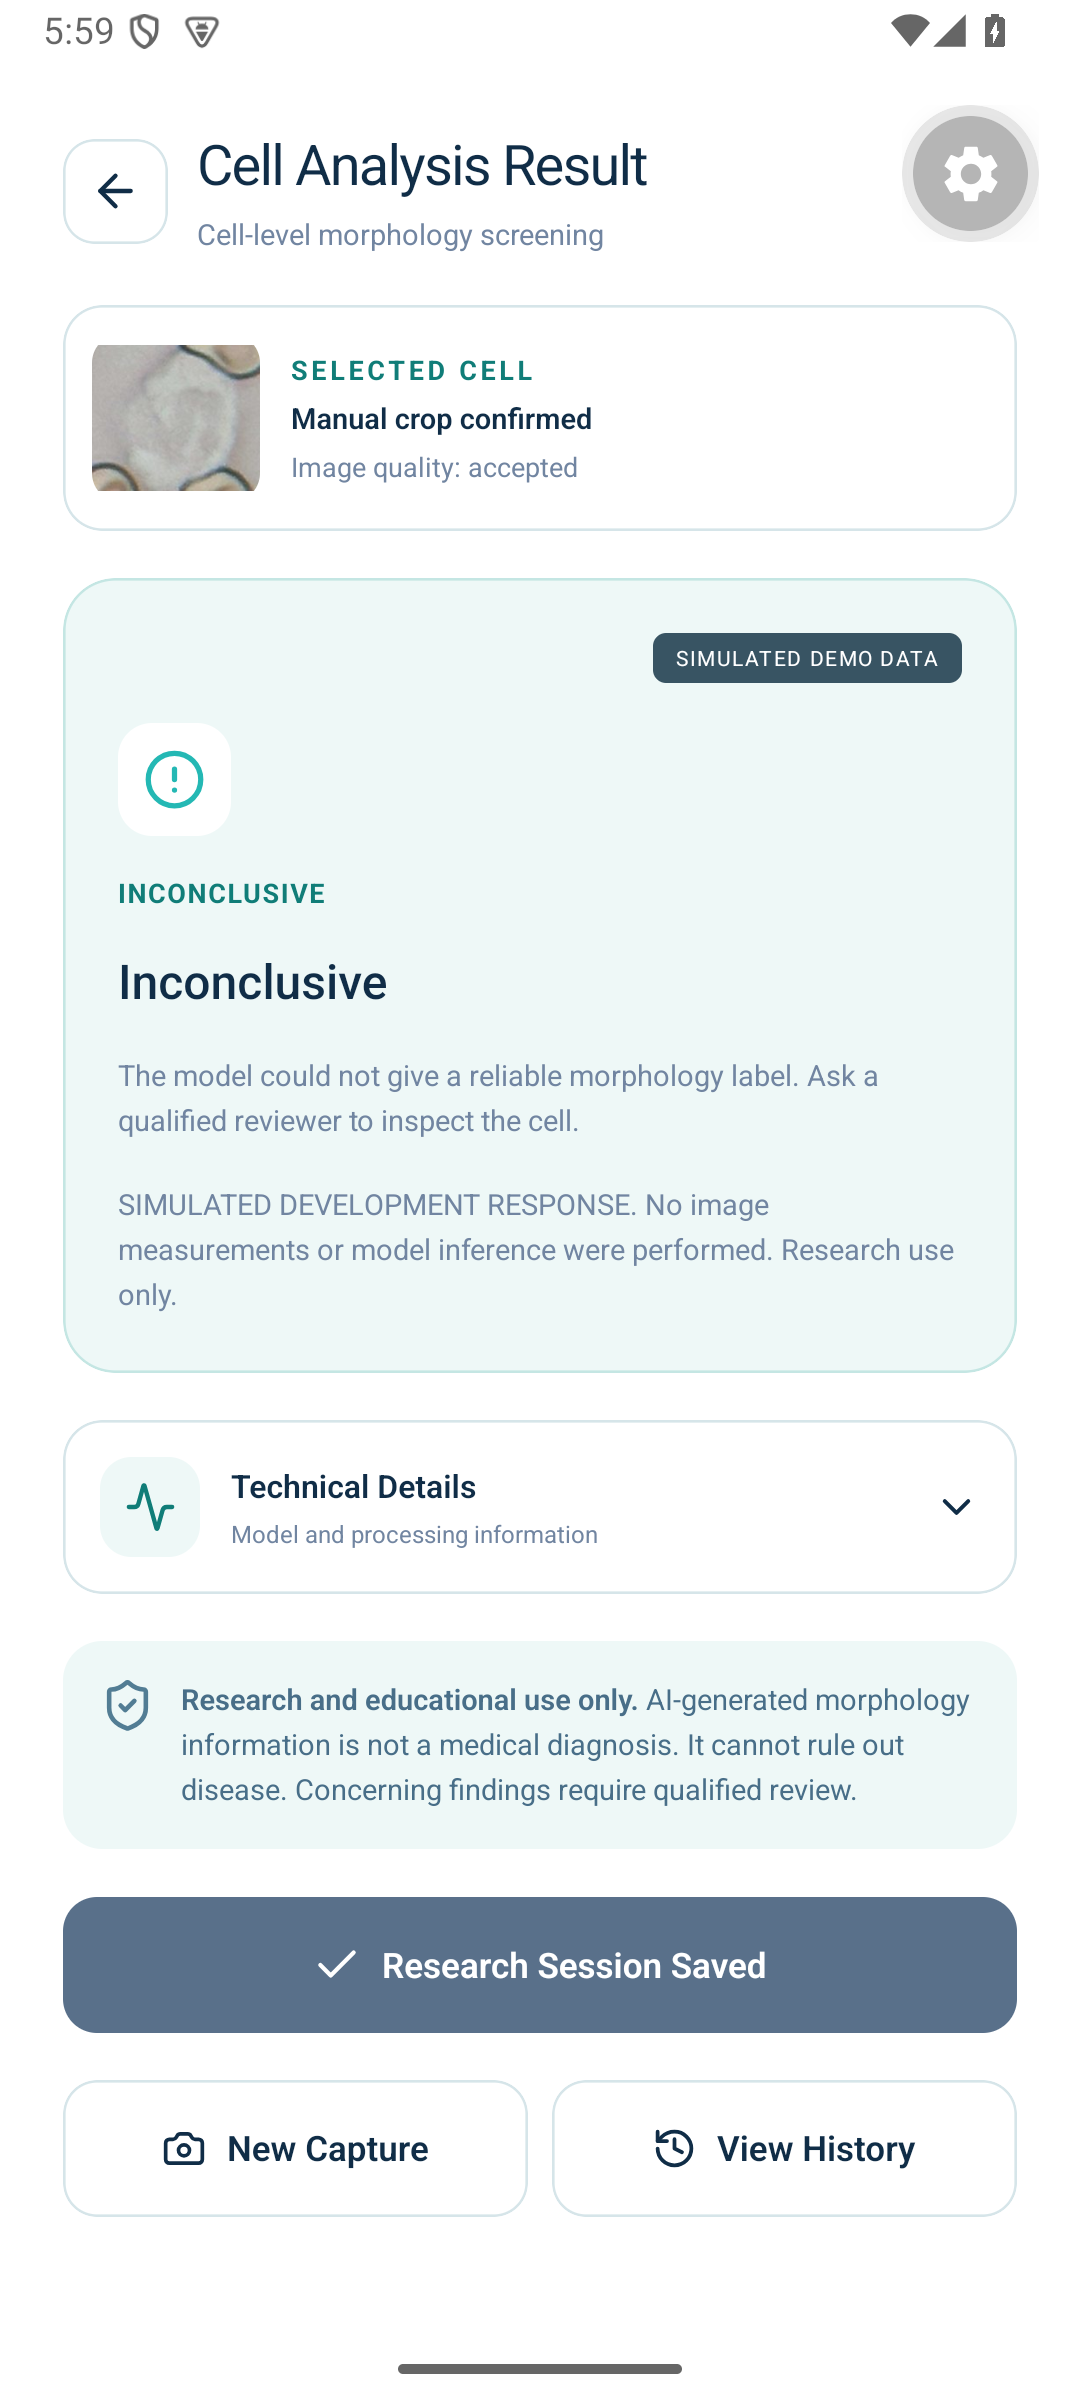 5:59
Cell Analysis Result
Cell-level morphology screening
SELECTED CELL
Manual crop confirmed
Image quality: accepted
SIMULATED DEMO DATA
INCONCLUSIVE
Inconclusive
The model could not give a reliable morphology label. Ask a
qualified reviewer to inspect the cell.
SIMULATED DEVELOPMENT RESPONSE. No image
measurements or model inference were performed. Research use
only.
Technical Details
Model and processing information
Research and educational use only. AI-generated morphology
information is not a medical diagnosis. It cannot rule out
disease. Concerning findings require qualified review.
Research Session Saved
New Capture
View History